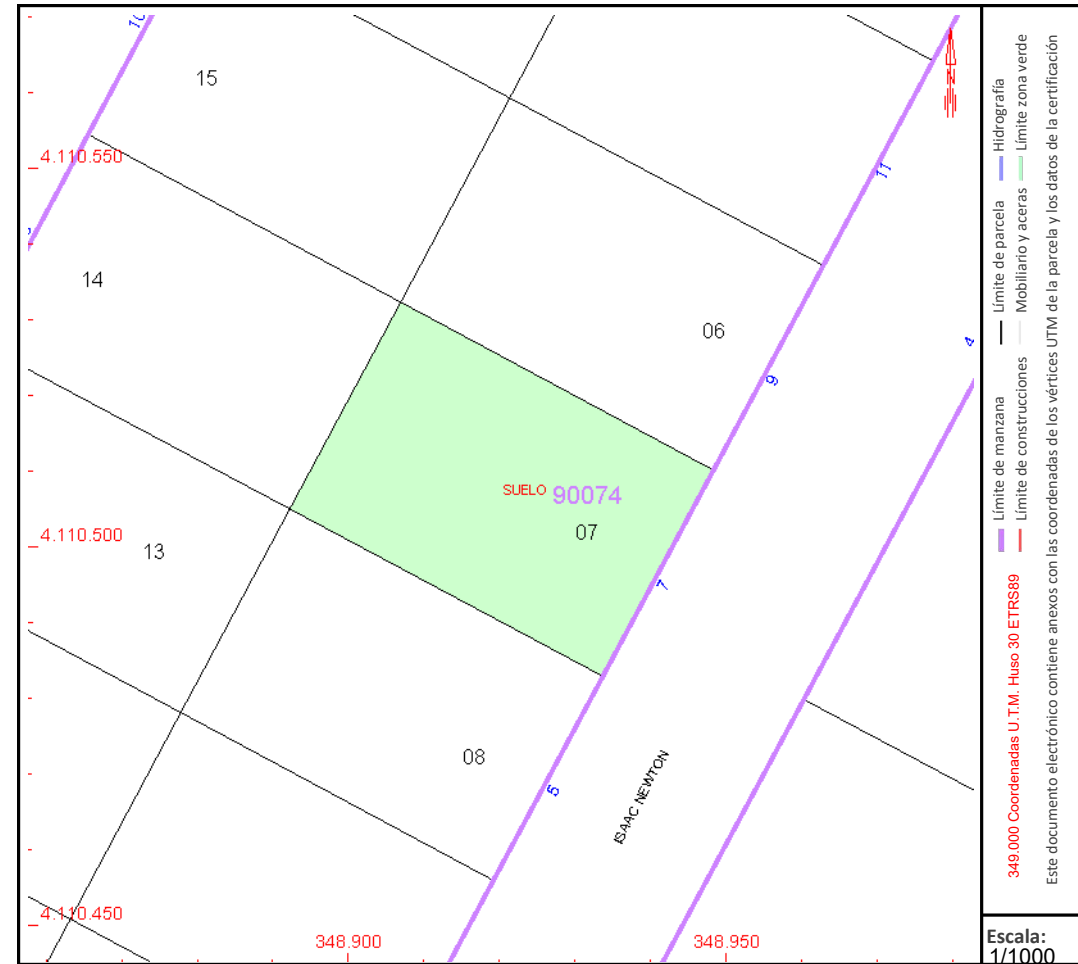 10
15
4.110.550
11
14
06
4
9
SUELO 90074
07
4.110.500
13
7
08
5
ISAAC NEWTON
4.110.450
348.900
348.950
N
Límite de manzana
Límite de parcela
Hidrografía
Límite de construcciones
Mobiliario y aceras
Límite zona verde
349.000 Coordenadas U.T.M. Huso 30 ETRS89
Este documento electrónico contiene anexos con las coordenadas de los vértices UTM de la parcela y los datos de la certificación
Escala:
1/1000